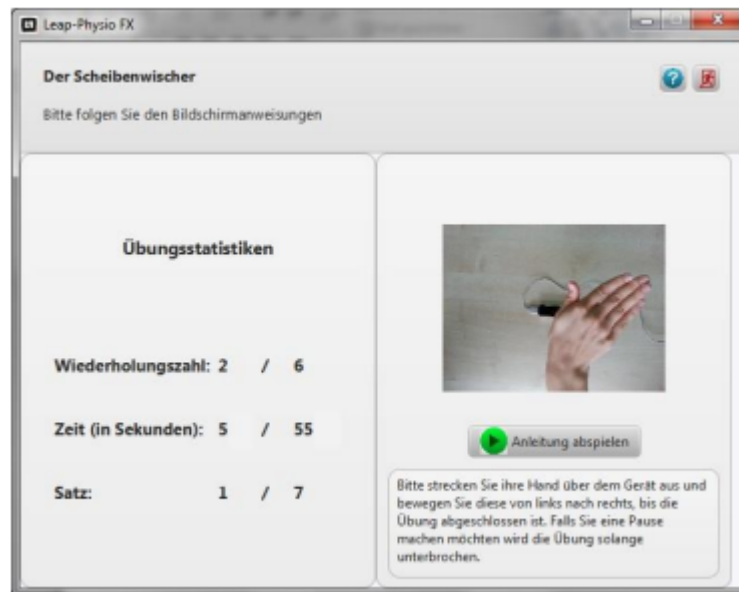 Leap-Physio FX
Der Scheibenwischer
Bitte folgen Sie den Bildschirmanweisungen
Übungsstatistiken
Wiederholungszahl: 2 / 6
Zeit (in Sekunden): 5 / 55
Satz: 1 / 7
Anleitung abspielen
Bitte strecken Sie ihre Hand über dem Gerät aus und
bewegen Sie diese von links nach rechts, bis die
Übung abgeschlossen ist. Falls Sie eine Pause
machen möchten wird die Übung solange
unterbrochen.